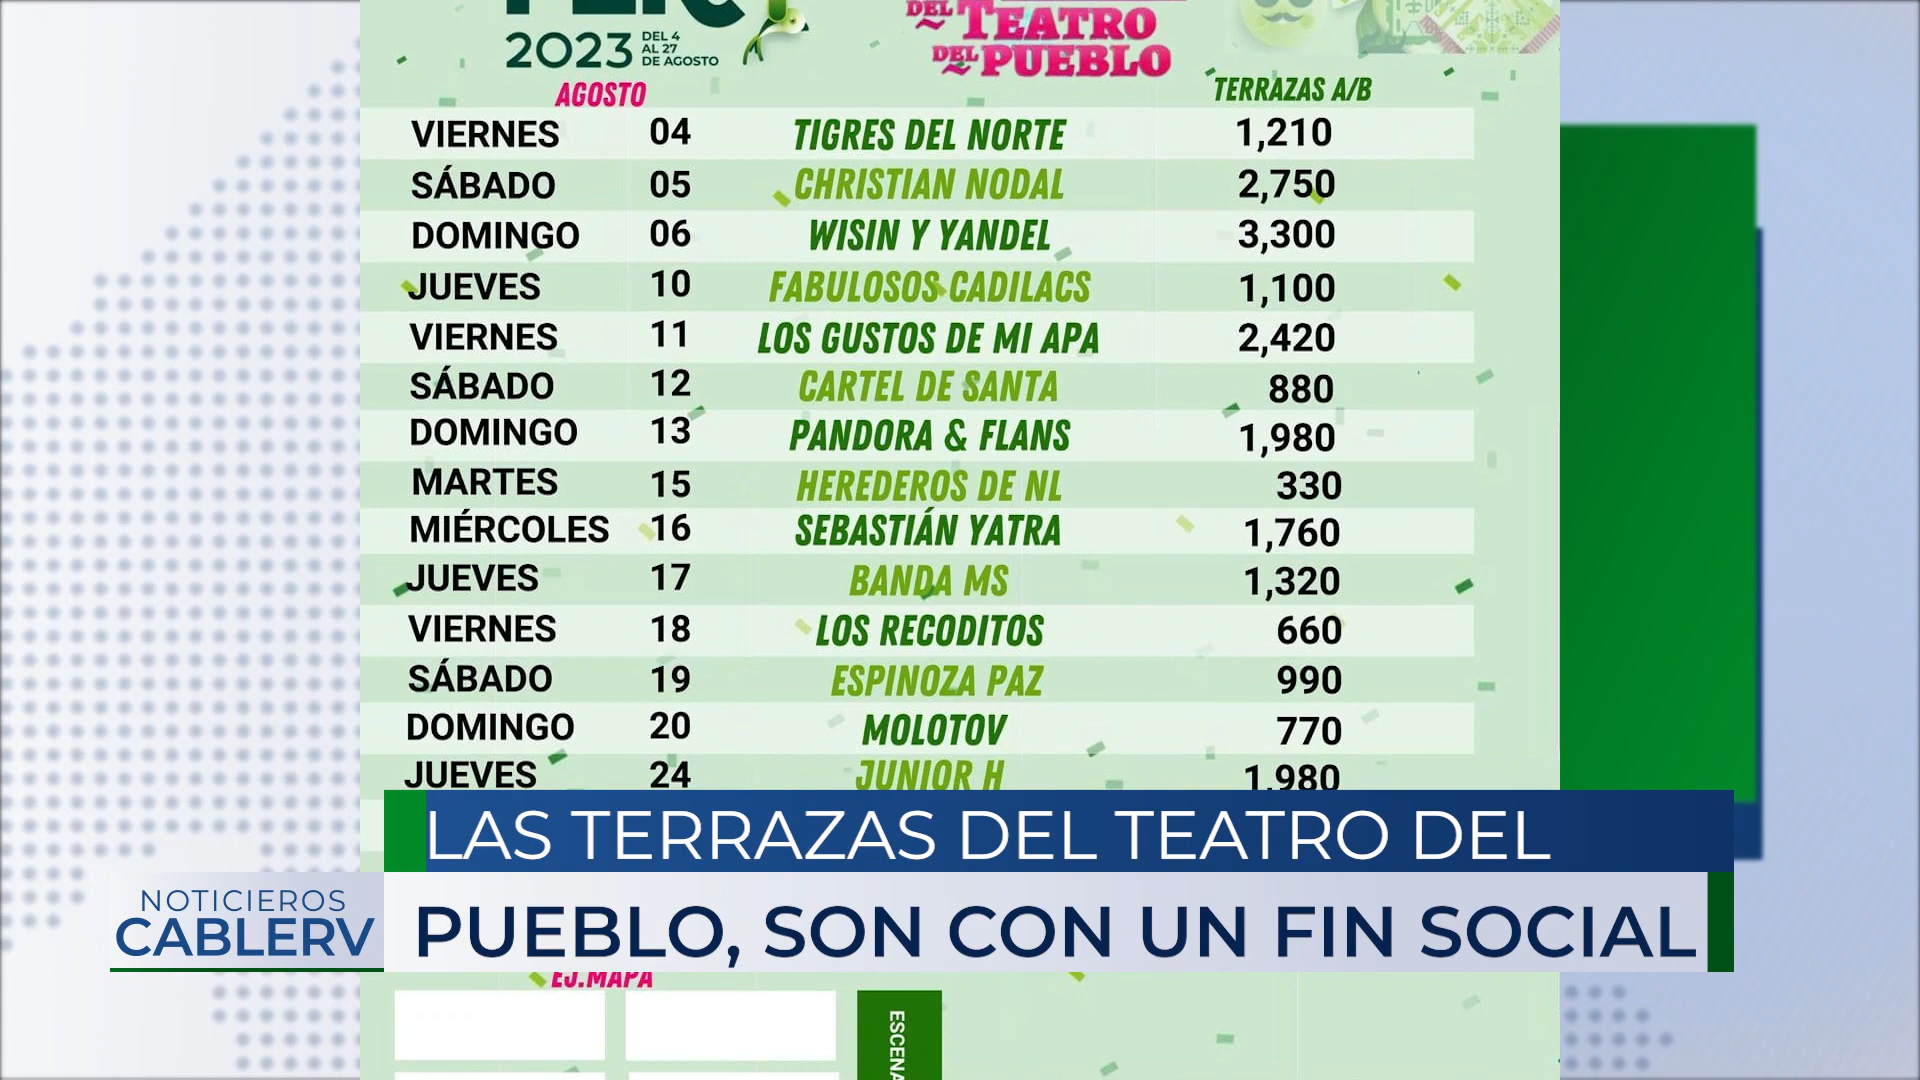 2023 DEL 4
AL 27
DE AGOSTO
DEL TEATRO
DEL PUEBLO
AGOSTO TERRAZAS A/B
VIERNES 04 TIGRES DEL NORTE 1,210
SÁBADO 05 CHRISTIAN NODAL 2,750
DOMINGO 06 WISIN Y YANDEL 3,300
JUEVES 10 FABULOSOS CADILACS 1,100
VIERNES 11 LOS GUSTOS DE MI APA 2,420
SÁBADO 12 CARTEL DE SANTA 880
DOMINGO 13 PANDORA & FLANS 1,980
MARTES 15 HEREDEROS DE NL 330
MIÉRCOLES 16 SEBASTIÁN YATRA 1,760
JUEVES 17 BANDA MS 1,320
VIERNES 18 LOS RECODITOS 660
SÁBADO 19 ESPINOZA PAZ 990
DOMINGO 20 MOLOTOV 770
JUEVES 24 JUNIOR H 1,980
LAS TERRAZAS DEL TEATRO DEL
PUEBLO, SON CON UN FIN SOCIAL
NOTICIEROS
CABLERV
EJ.MAPA
ESCENA